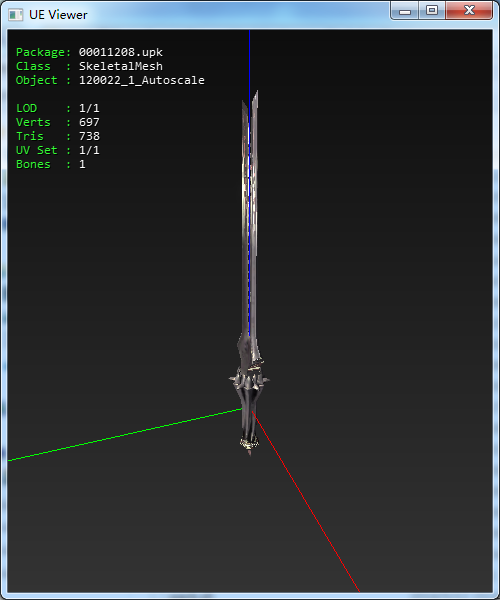 UE Viewer
Package: 00011208.upk
Class : SkeletalMesh
Object : 120022_1_Autoscale
LOD : 1/1
Verts : 697
Tris : 738
UV Set : 1/1
Bones : 1